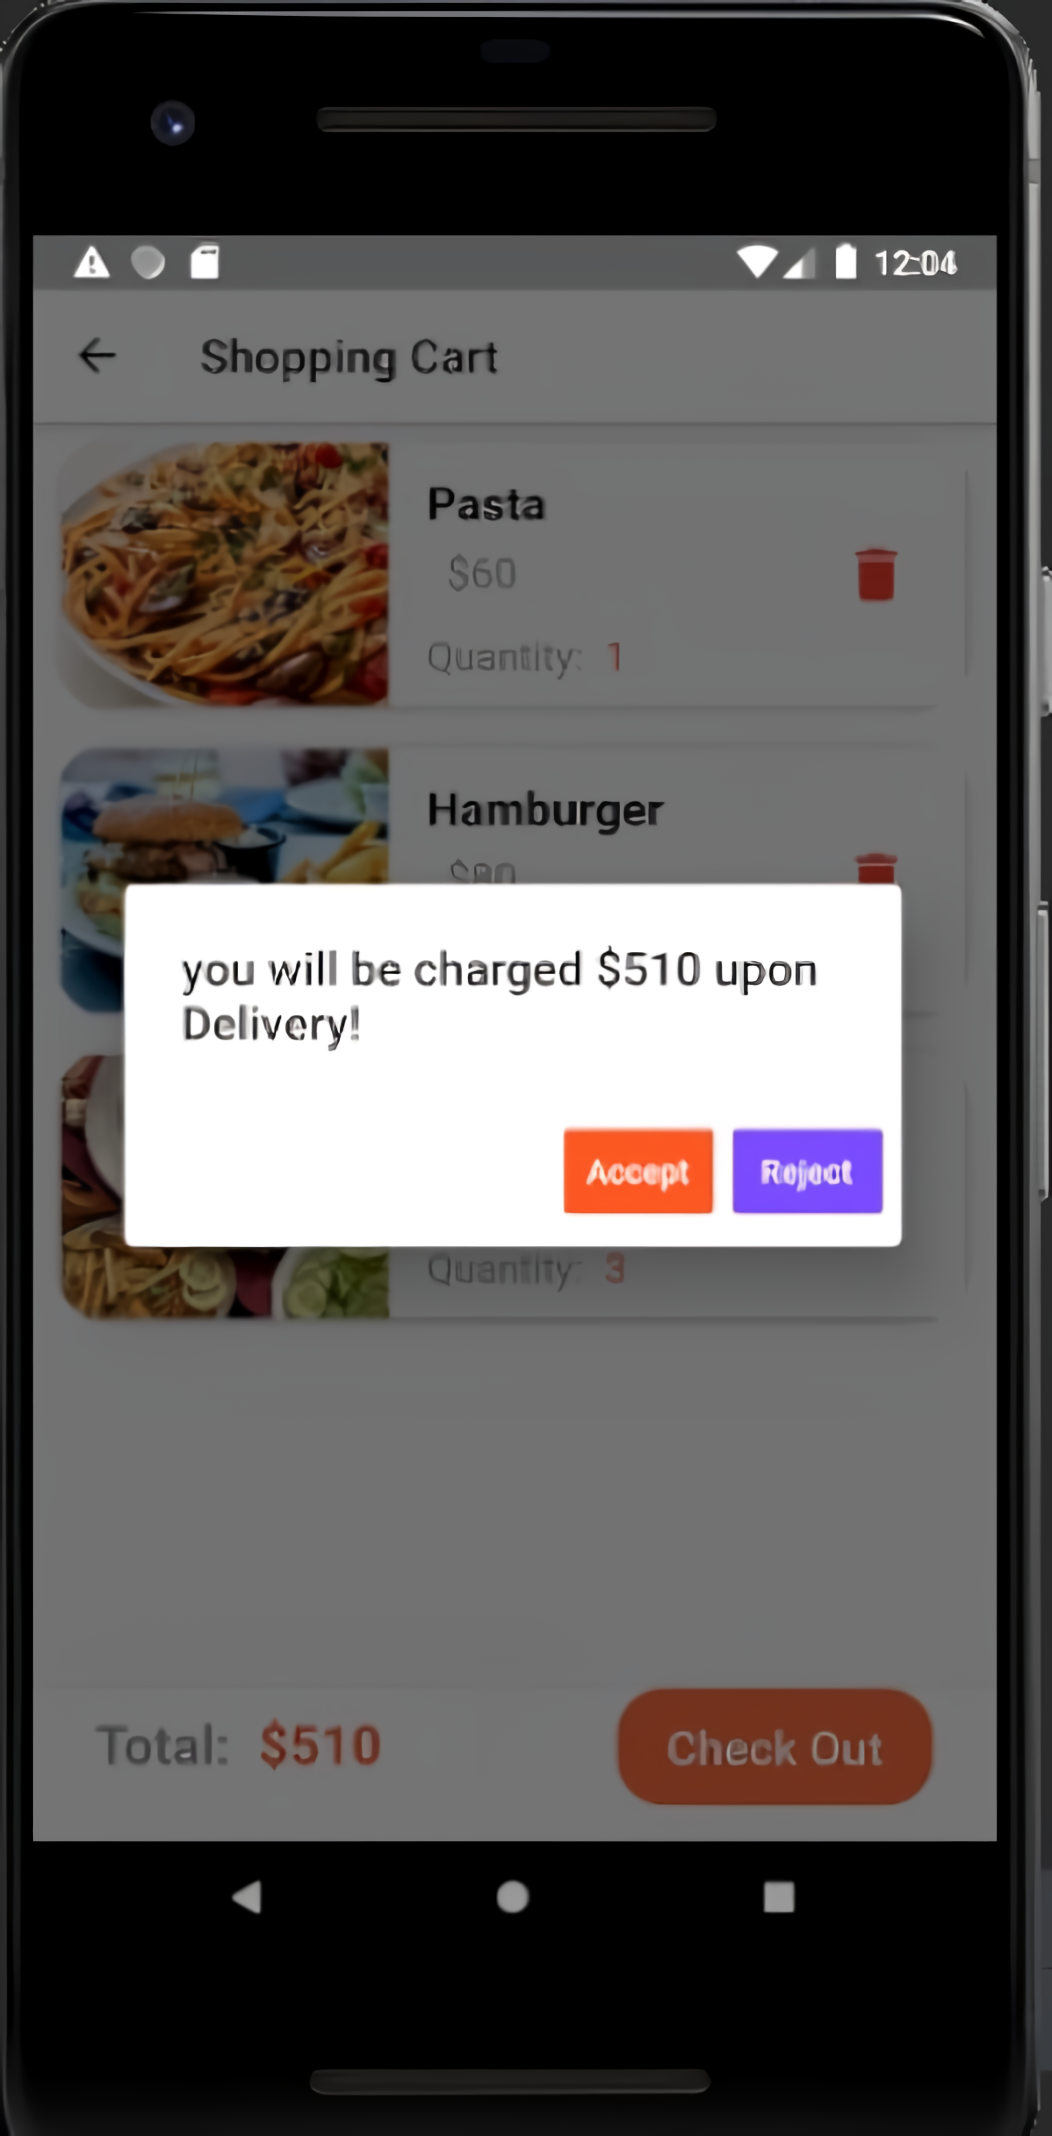 12:04
Shopping Cart
Pasta
$60
Quantity: 1
Hamburger
you will be charged $510 upon
Delivery!
Accept
Reject
Quantity: 3
Total: $510
Check Out